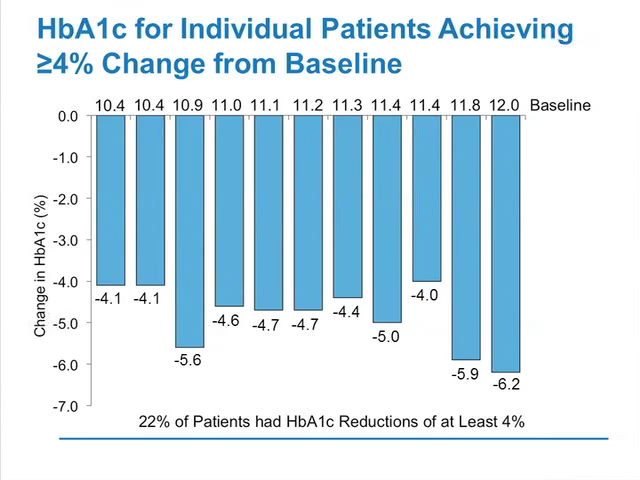 HbA1c for Individual Patients Achieving
≥4% Change from Baseline
10.4 10.4 10.9 11.0 11.1 11.2 11.3 11.4 11.4 11.8 12.0 Baseline
0.0
-1.0
-2.0
-3.0
-4.0
-5.0
-6.0
-7.0
Change in HbA1c (%)
-4.1 -4.1 -5.6 -4.6 -4.7 -4.7 -4.4 -5.0 -4.0 -5.9 -6.2
22% of Patients had HbA1c Reductions of at Least 4%